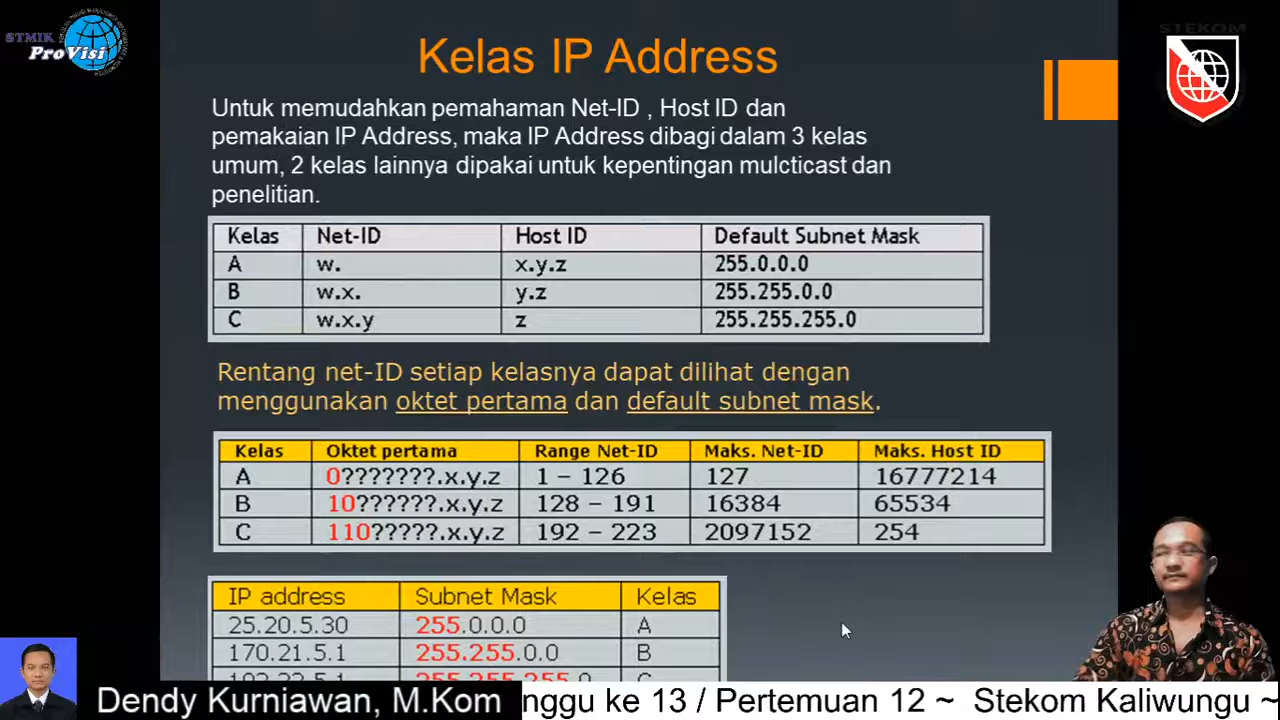 STMIK
ProVisi
STEKOM
Kelas IP Address
Untuk memudahkan pemahaman Net-ID , Host ID dan
pemakaian IP Address, maka IP Address dibagi dalam 3 kelas
umum, 2 kelas lainnya dipakai untuk kepentingan mulcticast dan
penelitian.
Kelas Net-ID Host ID Default Subnet Mask
A w. x.y.z 255.0.0.0
B w.x. y.z 255.255.0.0
C w.x.y z 255.255.255.0
Rentang net-ID setiap kelasnya dapat dilihat dengan
menggunakan oktet pertama dan default subnet mask.
Kelas Oktet pertama Range Net-ID Maks. Net-ID Maks. Host ID
A 0???????.x.y.z 1 – 126 127 16777214
B 10??????.x.y.z 128 – 191 16384 65534
C 110?????.x.y.z 192 – 223 2097152 254
IP address Subnet Mask Kelas
25.20.5.30 255.0.0.0 A
170.21.5.1 255.255.0.0 B
Dendy Kurniawan, M.Kom
nggu ke 13 / Pertemuan 12 ~ Stekom Kaliwungu ~